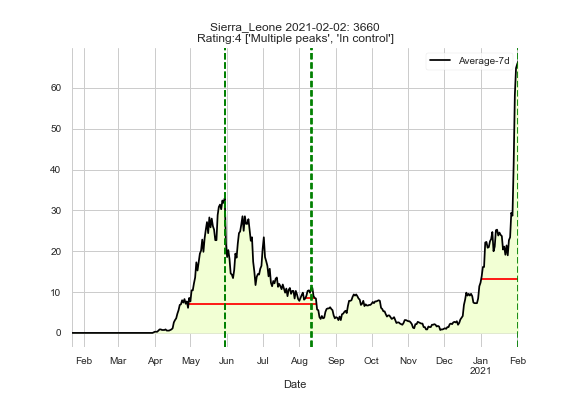 Sierra_Leone 2021-02-02: 3660
Rating:4 ['Multiple peaks', 'In control']
Average-7d
60
50
40
30
20
10
0
Feb Mar Apr May Jun Jul Aug Sep Oct Nov Dec Jan Feb
2021
Date